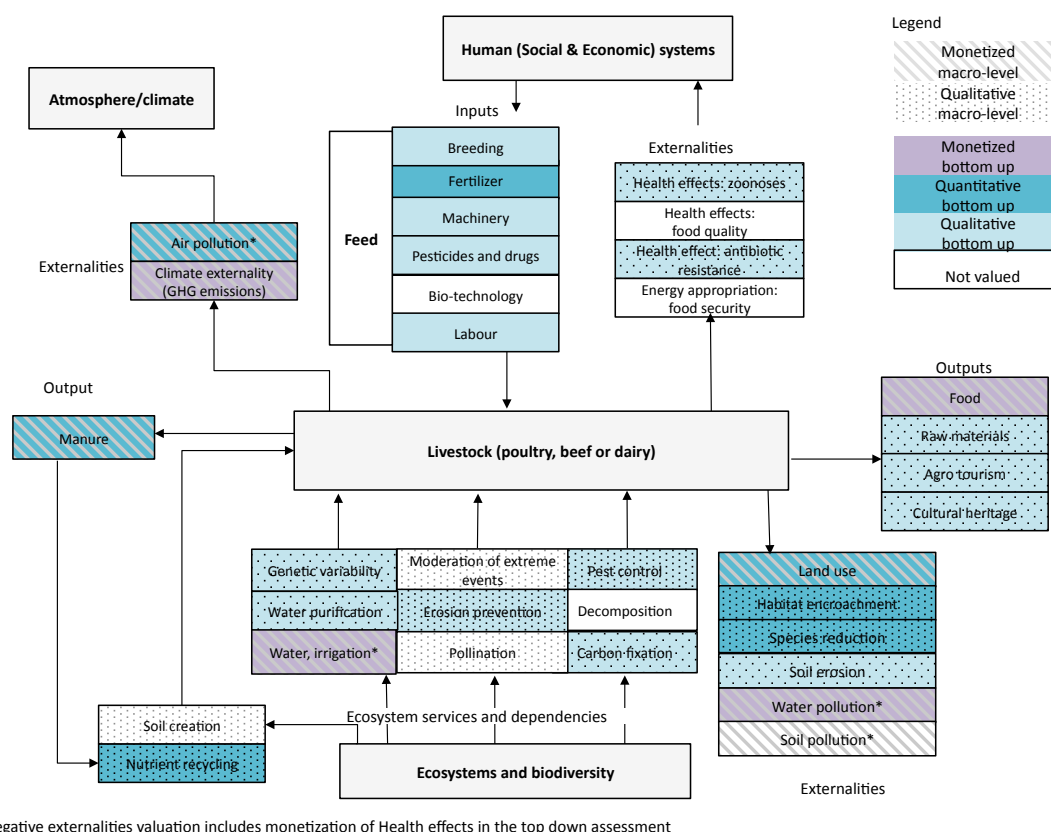 Legend
Monetized
macro-level
Qualitative
macro-level
Monetized
bottom up
Quantitative
bottom up
Qualitative
bottom up
Not valued
Human (Social & Economic) systems
Atmosphere/climate
Inputs
Feed
Breeding
Fertilizer
Machinery
Pesticides and drugs
Bio-technology
Labour
Externalities
Health effects: zoonoses
Health effects:
food quality
Health effect: antibiotic
resistance
Energy appropriation:
food security
Externalities
Air pollution*
Climate externality
(GHG emissions)
Output
Manure
Livestock (poultry, beef or dairy)
Outputs
Food
Raw materials
Agro tourism
Cultural heritage
Genetic variability
Water purification
Water, irrigation*
Moderation of extreme
events
Erosion prevention
Pollination
Pest control
Decomposition
Carbon fixation
Land use
Habitat encroachment
Species reduction
Soil erosion
Water pollution*
Soil pollution*
Externalities
Soil creation
Nutrient recycling
Ecosystem services and dependencies
Ecosystems and biodiversity
egative externalities valuation includes monetization of Health effects in the top down assessment